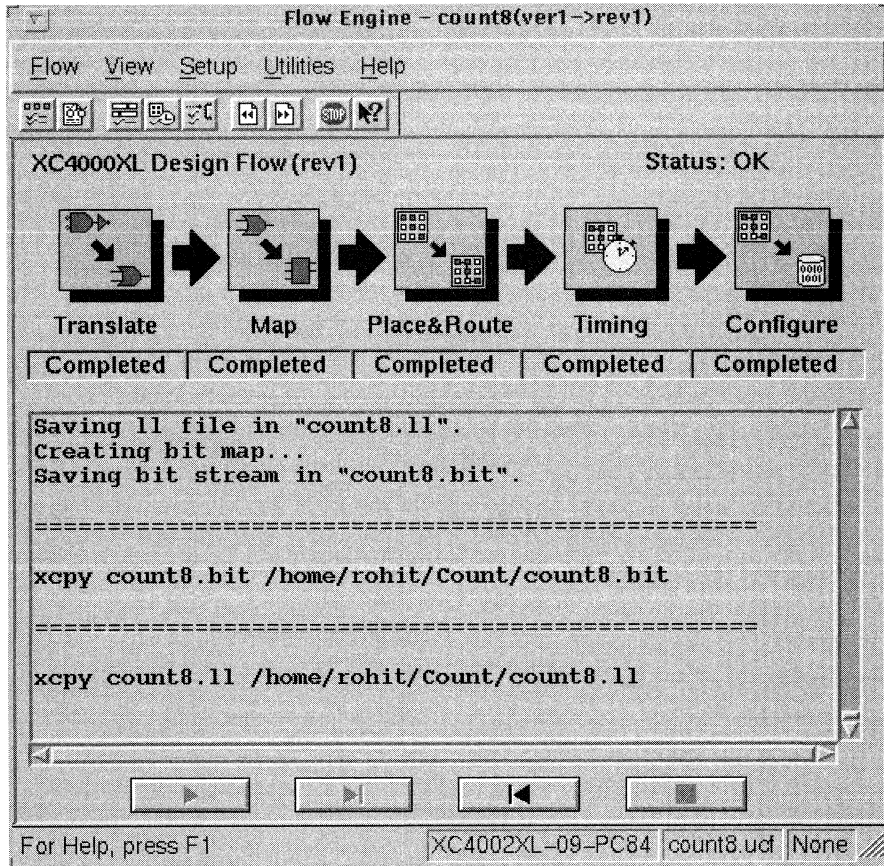 Flow Engine - count8(ver1->rev1)
Flow View Setup Utilities Help
STOP ?
XC4000XL Design Flow (rev1) Status: OK
0010
1001
Translate Map Place&Route Timing Configure
Completed Completed Completed Completed Completed
Saving ll file in "count8.ll".
Creating bit map...
Saving bit stream in "count8.bit".
==================================================
xcpy count8.bit /home/rohit/Count/count8.bit
==================================================
xcpy count8.ll /home/rohit/Count/count8.ll
For Help, press F1 XC4002XL-09-PC84 count8.ucf None